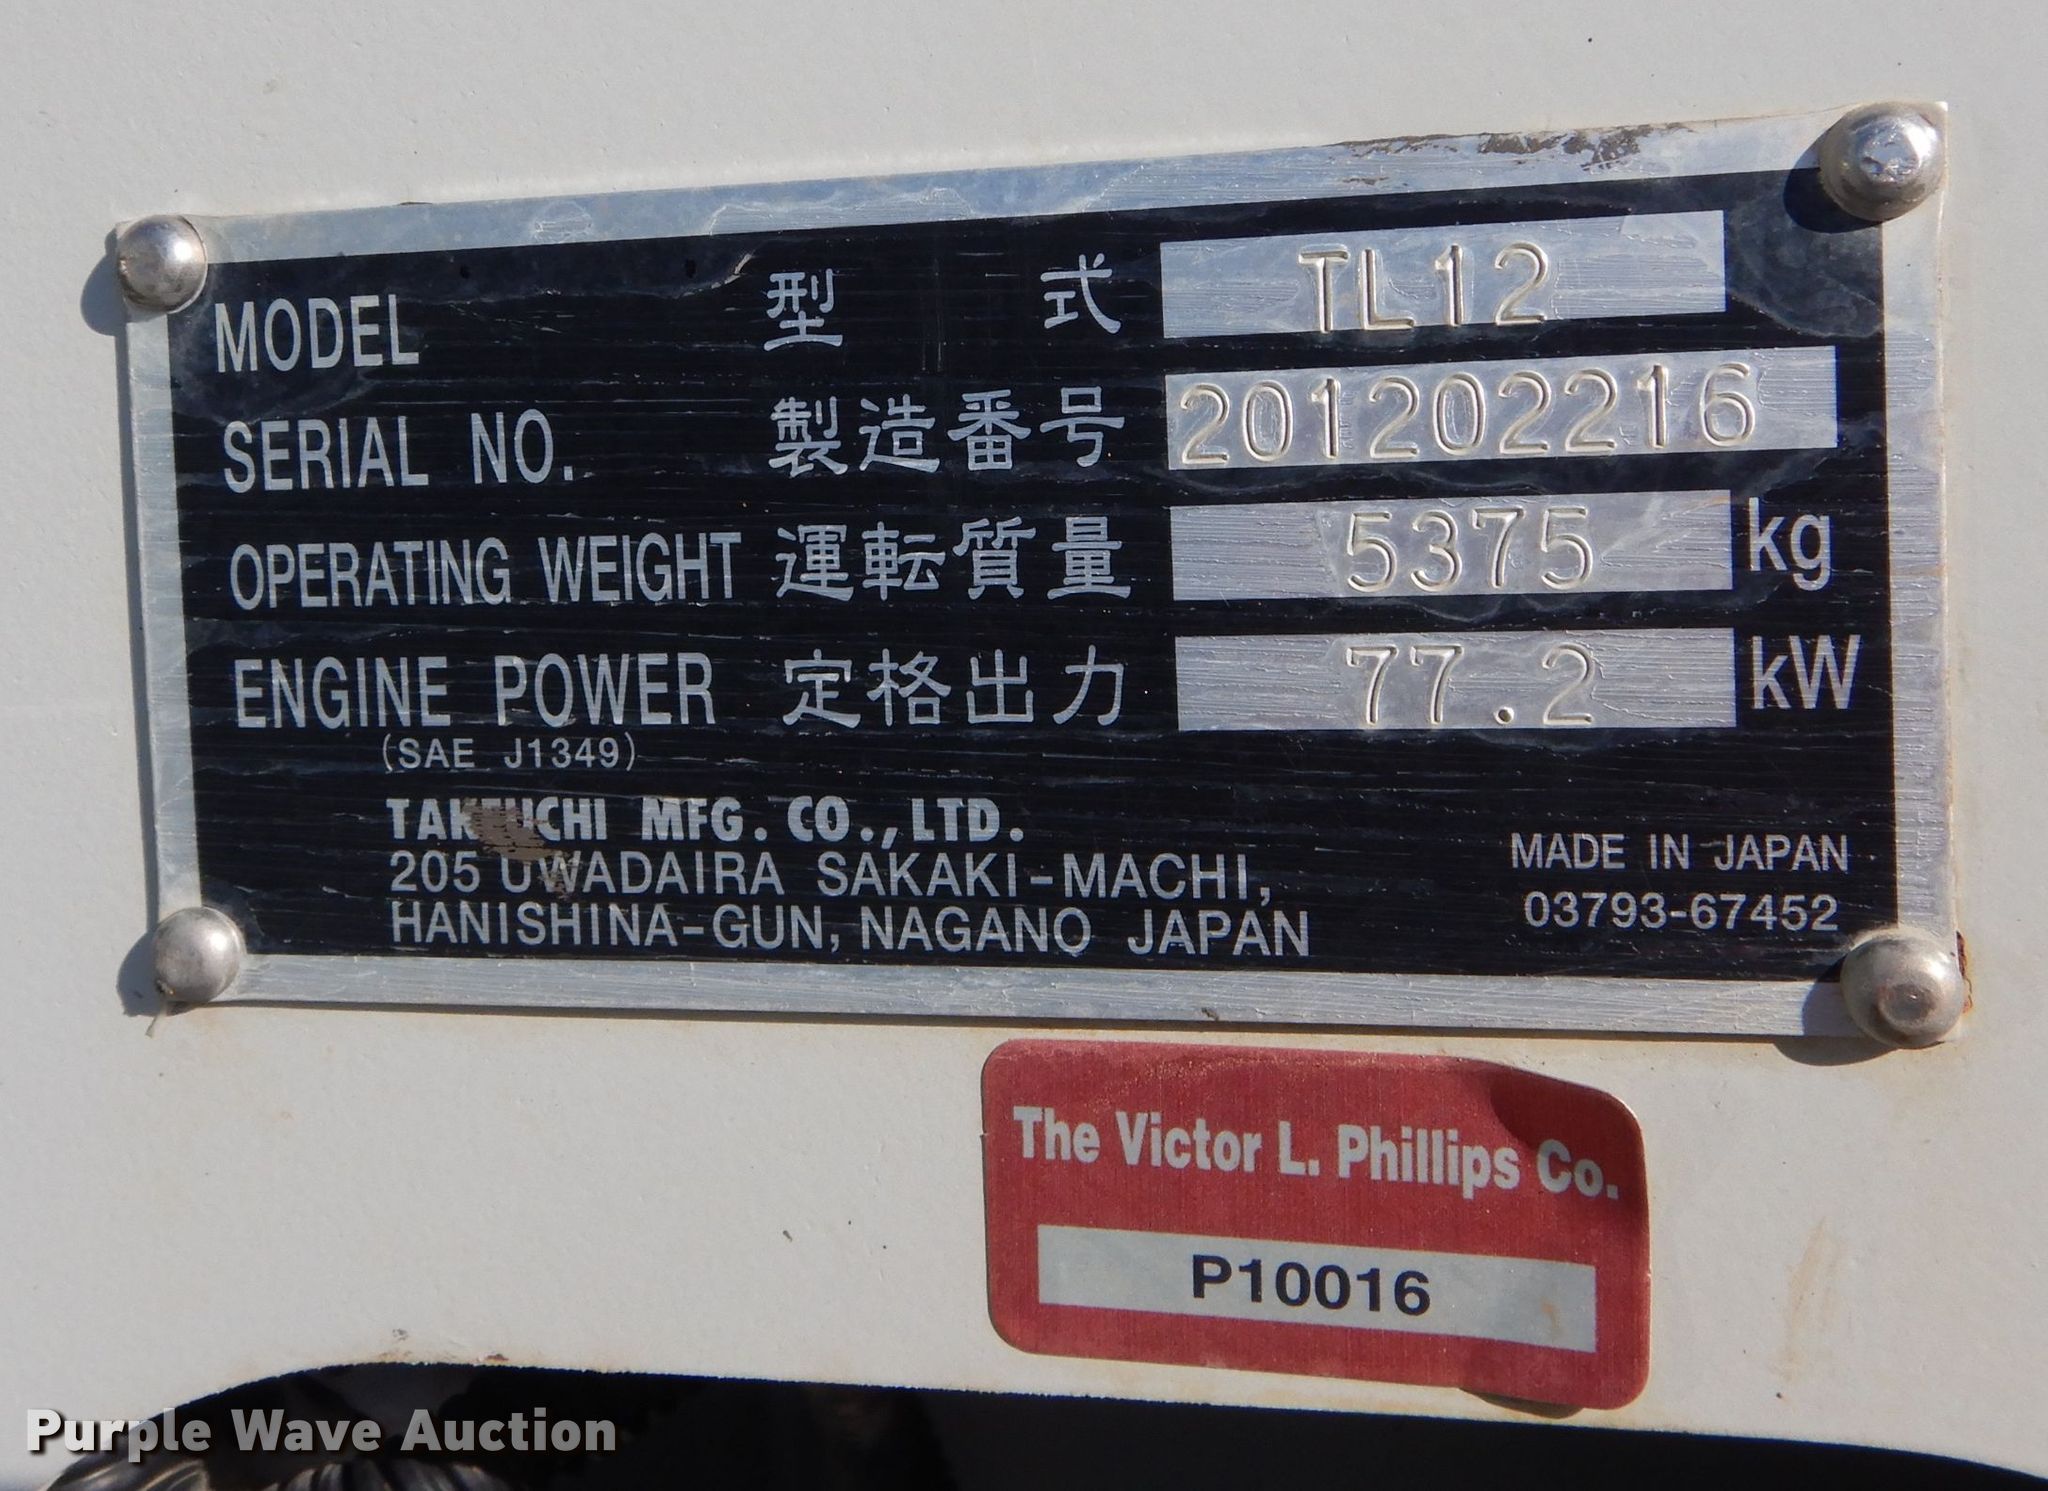 MODEL 型 式 TL12
SERIAL NO. 製造番号 201202216
OPERATING WEIGHT 運転質量 5375 kg
ENGINE POWER 定格出力 77.2 kW
(SAE J1349)
TAKEUCHI MFG. CO., LTD.
205 UWADAIRA SAKAKI-MACHI,
HANISHINA-GUN, NAGANO JAPAN
MADE IN JAPAN
03793-67452
The Victor L. Phillips Co.
P10016
Purple Wave Auction